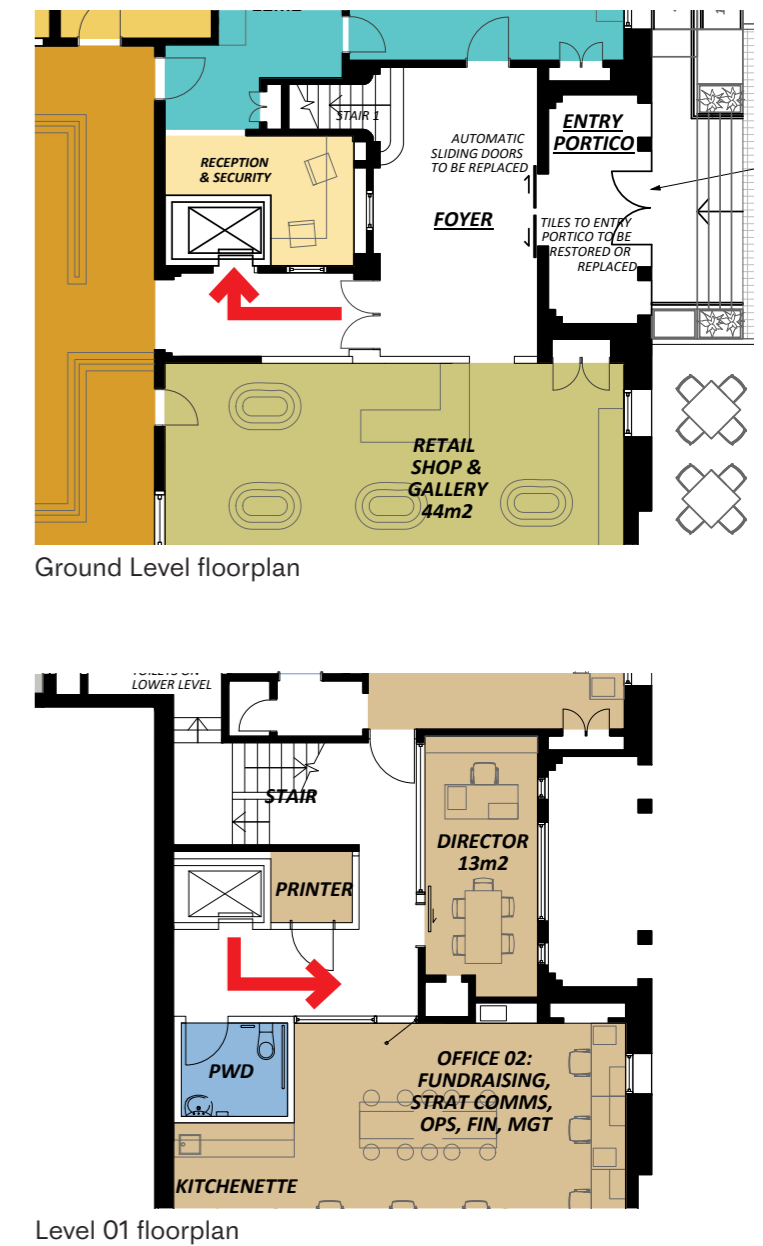 STAIR 1
ENTRY
PORTICO
AUTOMATIC
SLIDING DOORS
TO BE REPLACED
RECEPTION
& SECURITY
FOYER
TILES TO ENTRY
PORTICO TO BE
RESTORED OR
REPLACED
RETAIL
SHOP &
GALLERY
44m2
Ground Level floorplan
LOWER LEVEL
STAIR
DIRECTOR
13m2
PRINTER
PWD
OFFICE 02:
FUNDRAISING,
STRAT COMMS,
OPS, FIN, MGT
KITCHENETTE
Level 01 floorplan